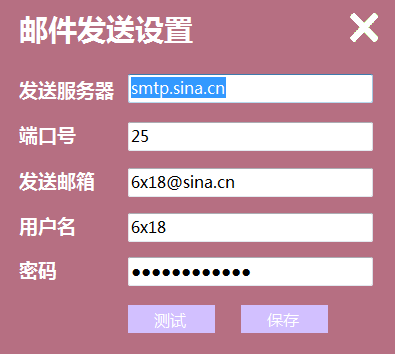 邮件发送设置
发送服务器 smtp.sina.cn
端口号 25
发送邮箱 6x18@sina.cn
用户名 6x18
密码 ●●●●●●●●●●●●
测试 保存